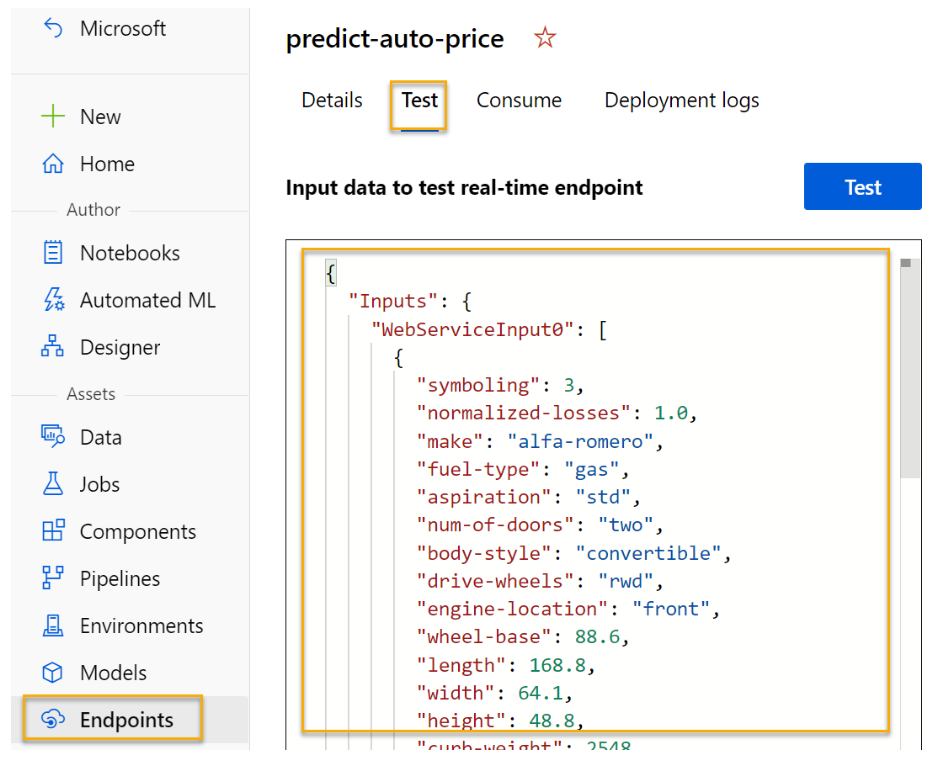 Microsoft
New
Home
Author
Notebooks
Automated ML
Designer
Assets
Data
Jobs
Components
Pipelines
Environments
Models
Endpoints
predict-auto-price
Details Test Consume Deployment logs
Input data to test real-time endpoint Test
{
"Inputs": {
"WebServiceInput0": [
{
"symboling": 3,
"normalized-losses": 1.0,
"make": "alfa-romero",
"fuel-type": "gas",
"aspiration": "std",
"num-of-doors": "two",
"body-style": "convertible",
"drive-wheels": "rwd",
"engine-location": "front",
"wheel-base": 88.6,
"length": 168.8,
"width": 64.1,
"height": 48.8,
"curb-weight": 2548